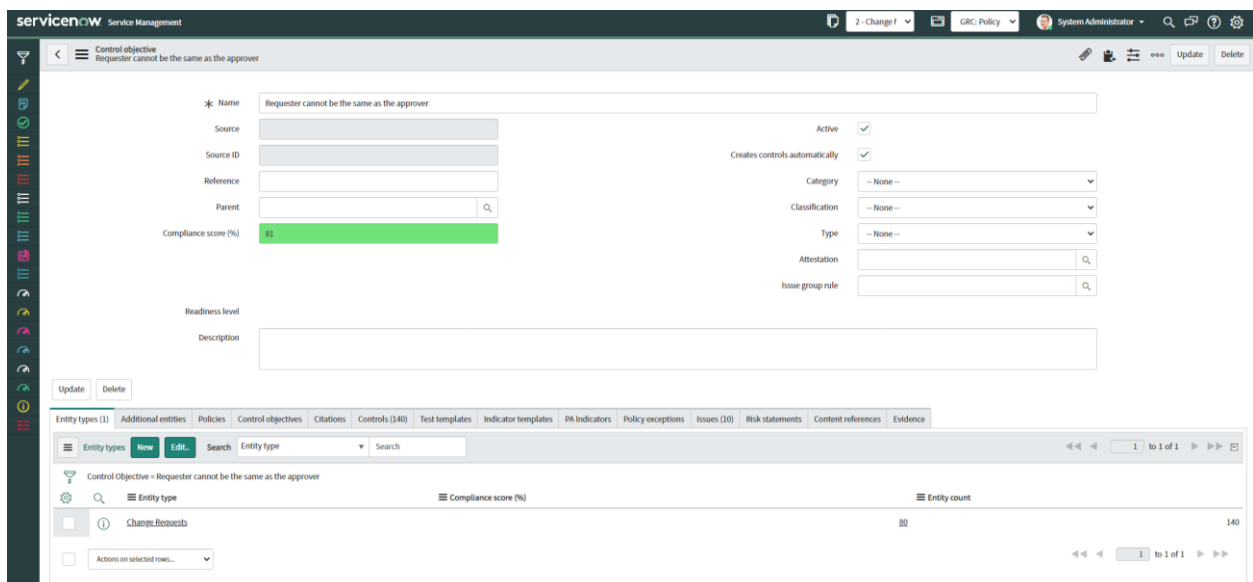 servicenow Service Management
2 - Change M
GRC: Policy
System Administrator
Control objective
Requester cannot be the same as the approver
Update
Delete
Name
Requester cannot be the same as the approver
Source
Active
Source ID
Creates controls automatically
Reference
Category
-- None --
Parent
Classification
-- None --
Compliance score (%)
81
Type
-- None --
Attestation
Issue group rule
Readiness level
Description
Update
Delete
Entity types (1) Additional entities Policies Control objectives Citations Controls (140) Test templates Indicator templates PA Indicators Policy exceptions Issues (10) Risk statements Content references Evidence
Entity types New Edit.. Search Entity type Search 1 to 1 of 1
Control Objective = Requester cannot be the same as the approver
Entity type Compliance score (%) Entity count
Change Requests 80 140
Actions on selected rows... 1 to 1 of 1